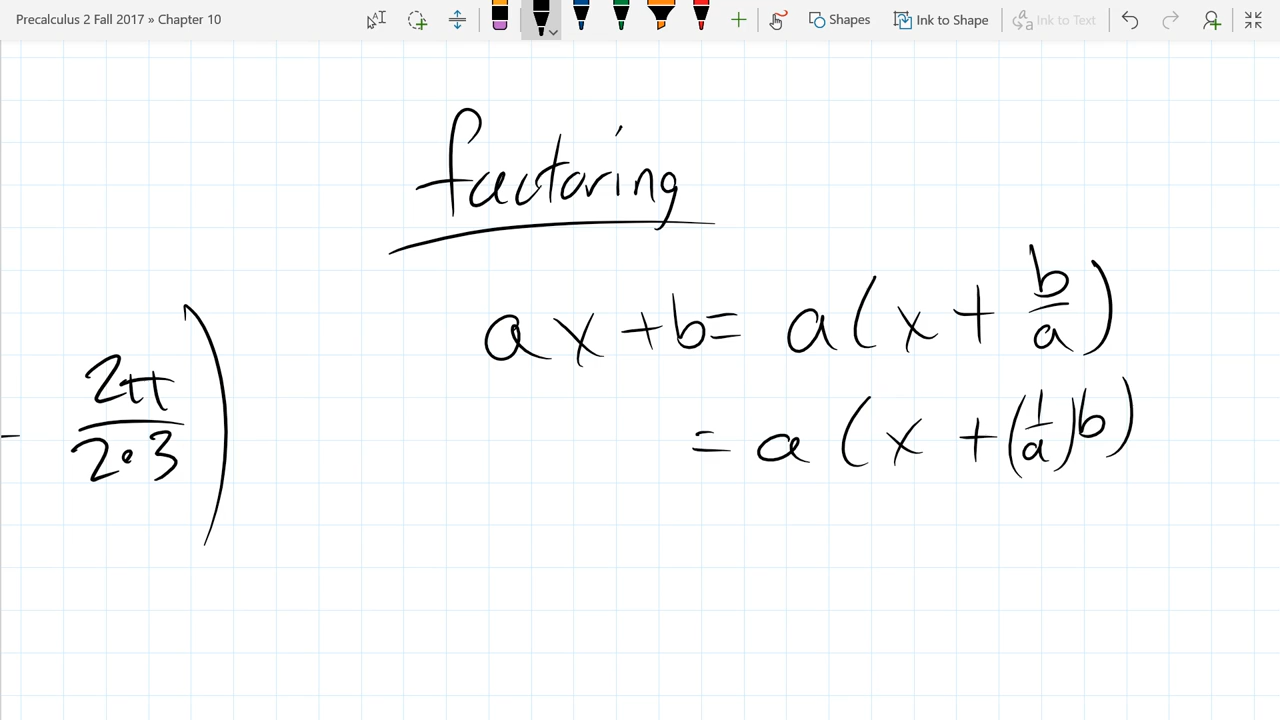 Precalculus 2 Fall 2017 » Chapter 10
Shapes
Ink to Shape
Ink to Text
factoring
ax + b = a(x + b/a)
= a(x + (1/a)b)
- 2π/2·3)